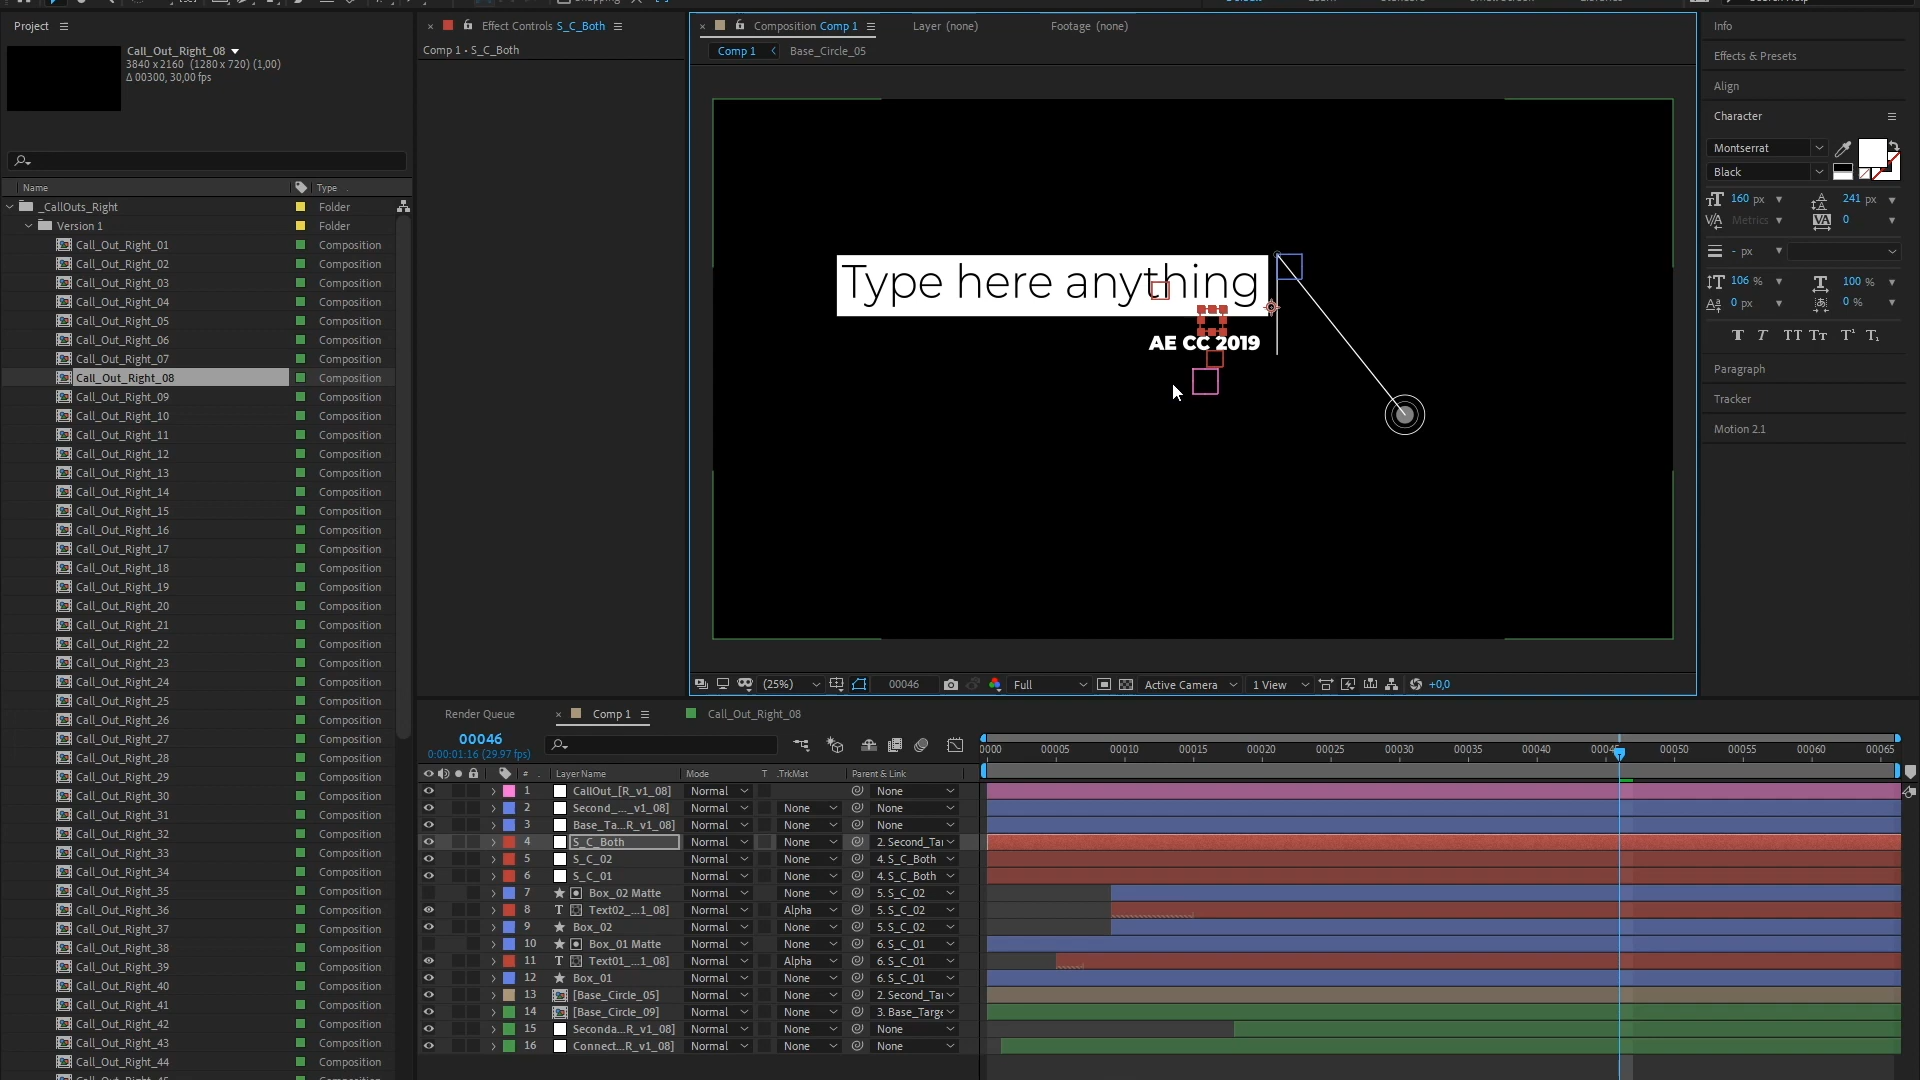 Project
Effect Controls S_C_Both
Composition Comp 1
Layer (none)
Footage (none)
Info
Call_Out_Right_08
3840 x 2160 (1280 x 720) (1,00)
Δ 00300, 30,00 fps
Comp 1 • S_C_Both
Comp 1
Base_Circle_05
Effects & Presets
Align
Character
Montserrat
Black
160 px
241 px
Metrics
0
- px
106 %
100 %
0 px
0 %
Paragraph
Tracker
Motion 2.1
Name
Type
_CallOuts_Right Folder
Version 1 Folder
Call_Out_Right_01 Composition
Call_Out_Right_02 Composition
Call_Out_Right_03 Composition
Call_Out_Right_04 Composition
Call_Out_Right_05 Composition
Call_Out_Right_06 Composition
Call_Out_Right_07 Composition
Call_Out_Right_08 Composition
Call_Out_Right_09 Composition
Call_Out_Right_10 Composition
Call_Out_Right_11 Composition
Call_Out_Right_12 Composition
Call_Out_Right_13 Composition
Call_Out_Right_14 Composition
Call_Out_Right_15 Composition
Call_Out_Right_16 Composition
Call_Out_Right_17 Composition
Call_Out_Right_18 Composition
Call_Out_Right_19 Composition
Call_Out_Right_20 Composition
Call_Out_Right_21 Composition
Call_Out_Right_22 Composition
Call_Out_Right_23 Composition
Call_Out_Right_24 Composition
Call_Out_Right_25 Composition
Call_Out_Right_26 Composition
Call_Out_Right_27 Composition
Call_Out_Right_28 Composition
Call_Out_Right_29 Composition
Call_Out_Right_30 Composition
Call_Out_Right_31 Composition
Call_Out_Right_32 Composition
Call_Out_Right_33 Composition
Call_Out_Right_34 Composition
Call_Out_Right_35 Composition
Call_Out_Right_36 Composition
Call_Out_Right_37 Composition
Call_Out_Right_38 Composition
Call_Out_Right_39 Composition
Call_Out_Right_40 Composition
Call_Out_Right_41 Composition
Call_Out_Right_42 Composition
Call_Out_Right_43 Composition
Call_Out_Right_44 Composition
Type here anything
AE CC 2019
(25%) 00046 Full Active Camera 1 View +0,0
Render Queue
Comp 1
Call_Out_Right_08
00046
0:00:01:16 (29.97 fps)
0000 00005 00010 00015 00020 00025 00030 00035 00040 00045 00050 00055 00060 00065
# Layer Name Mode T .TrkMat Parent & Link
1 CallOut_[R_v1_08] Normal None
2 Second_..._v1_08] Normal None None
3 Base_Ta...R_v1_08] Normal None None
4 S_C_Both Normal None 2. Second_Tar
5 S_C_02 Normal None 4. S_C_Both
6 S_C_01 Normal None 4. S_C_Both
7 Box_02 Matte Normal None 5. S_C_02
8 Text02_...1_08] Normal Alpha 5. S_C_02
9 Box_02 Normal None 5. S_C_02
10 Box_01 Matte Normal None 6. S_C_01
11 Text01_...1_08] Normal Alpha 6. S_C_01
12 Box_01 Normal None 6. S_C_01
13 [Base_Circle_05] Normal None 2. Second_Tar
14 [Base_Circle_09] Normal None 3. Base_Targe
15 Seconda...R_v1_08] Normal None None
16 Connect...R_v1_08] Normal None None